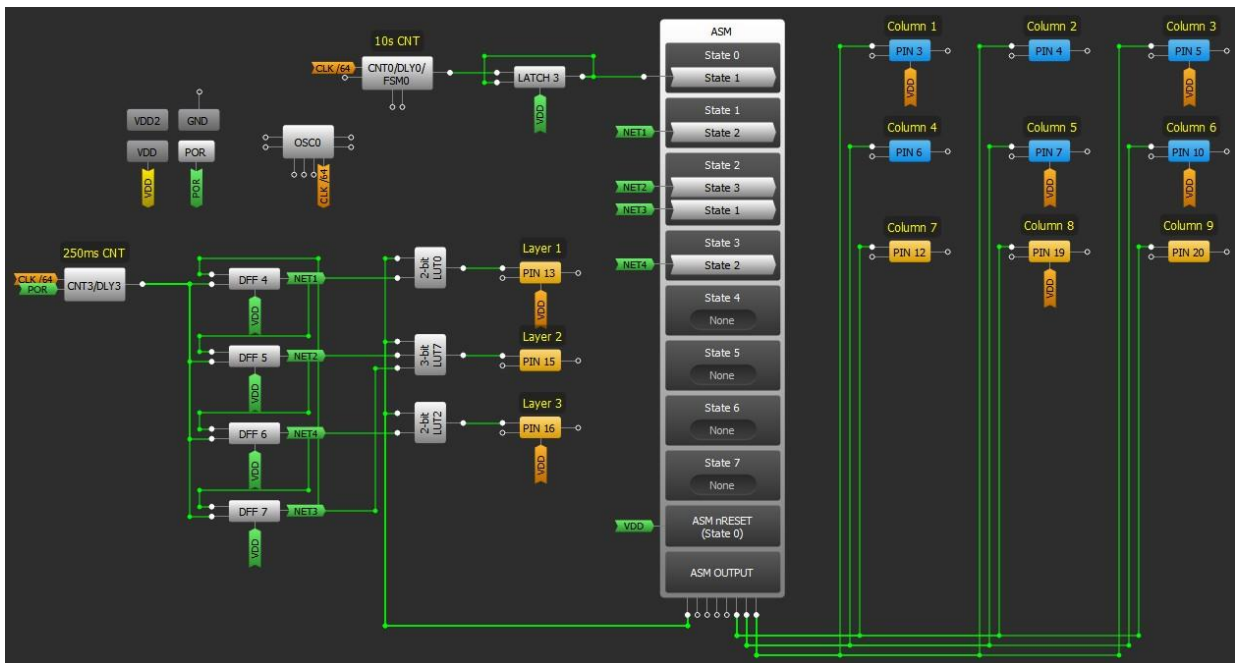 10s CNT
CLK /64
CNT0/DLY0/
FSM0
LATCH 3
VDD
VDD2
GND
VDD
POR
VDD
POR
OSC0
CLK /64
250ms CNT
CLK /64
POR
CNT3/DLY3
DFF 4
NET1
VDD
DFF 5
NET2
VDD
DFF 6
NET4
VDD
DFF 7
NET3
VDD
2-bit
LUT0
3-bit
LUT7
2-bit
LUT2
Layer 1
PIN 13
VDD
Layer 2
PIN 15
Layer 3
PIN 16
VDD
ASM
State 0
State 1
State 1
NET1
State 2
State 2
NET2
State 3
NET3
State 1
State 3
NET4
State 2
State 4
None
State 5
None
State 6
None
State 7
None
VDD
ASM nRESET
(State 0)
ASM OUTPUT
Column 1
PIN 3
VDD
Column 2
PIN 4
Column 3
PIN 5
VDD
Column 4
PIN 6
Column 5
PIN 7
VDD
Column 6
PIN 10
VDD
Column 7
PIN 12
Column 8
PIN 19
VDD
Column 9
PIN 20